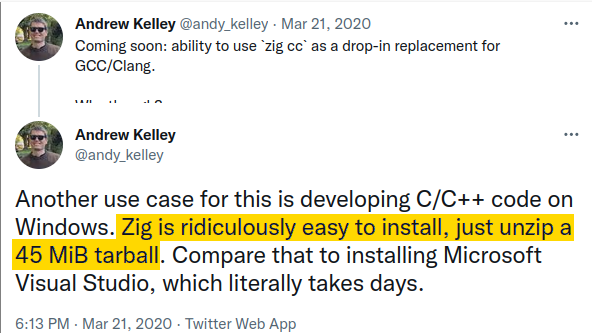 Andrew Kelley @andy_kelley · Mar 21, 2020
Coming soon: ability to use `zig cc` as a drop-in replacement for
GCC/Clang.
Andrew Kelley
@andy_kelley
Another use case for this is developing C/C++ code on
Windows. Zig is ridiculously easy to install, just unzip a
45 MiB tarball. Compare that to installing Microsoft
Visual Studio, which literally takes days.
6:13 PM · Mar 21, 2020 · Twitter Web App